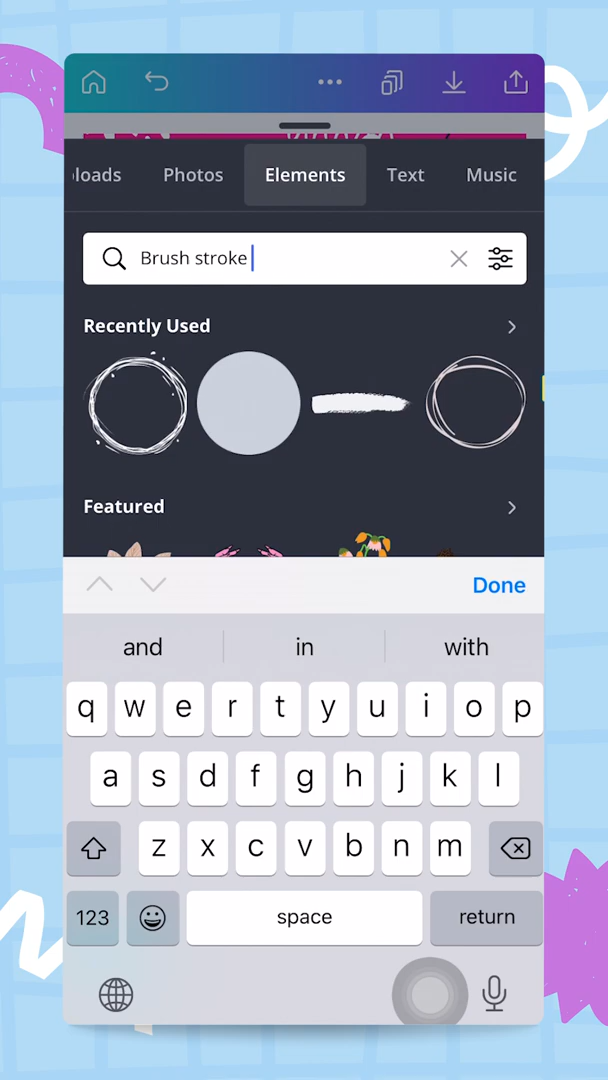 loads Photos Elements Text Music
Brush stroke
Recently Used
Featured
Done
and in with
q w e r t y u i o p
a s d f g h j k l
z x c v b n m
123 space return